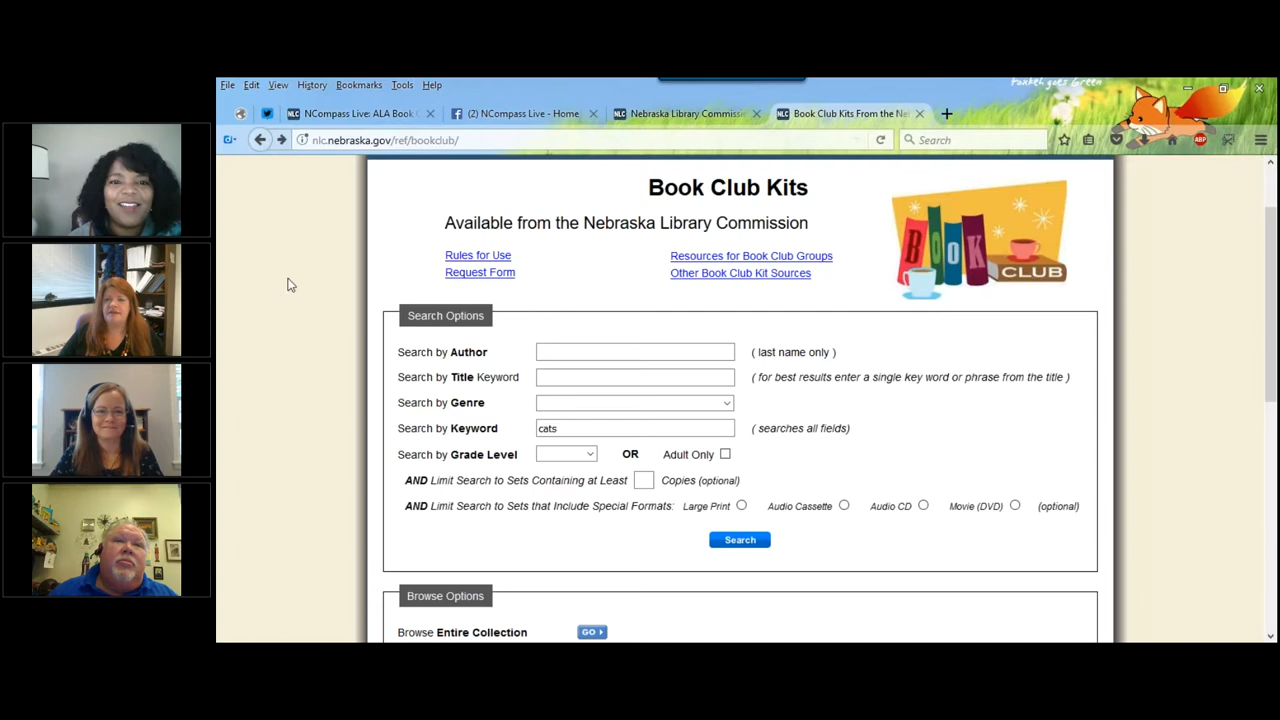 Foxkeh goes Green
File Edit View History Bookmarks Tools Help
NCompass Live: ALA Book C
(2) NCompass Live - Home
Nebraska Library Commissi
Book Club Kits From the Ne
nlc.nebraska.gov/ref/bookclub/
Search
ABP
Book Club Kits
Available from the Nebraska Library Commission
Rules for Use
Resources for Book Club Groups
Request Form
Other Book Club Kit Sources
BOOK CLUB
Search Options
Search by Author ( last name only )
Search by Title Keyword ( for best results enter a single key word or phrase from the title )
Search by Genre
Search by Keyword cats ( searches all fields)
Search by Grade Level OR Adult Only
AND Limit Search to Sets Containing at Least Copies (optional)
AND Limit Search to Sets that Include Special Formats: Large Print Audio Cassette Audio CD Movie (DVD) (optional)
Search
Browse Options
Browse Entire Collection GO